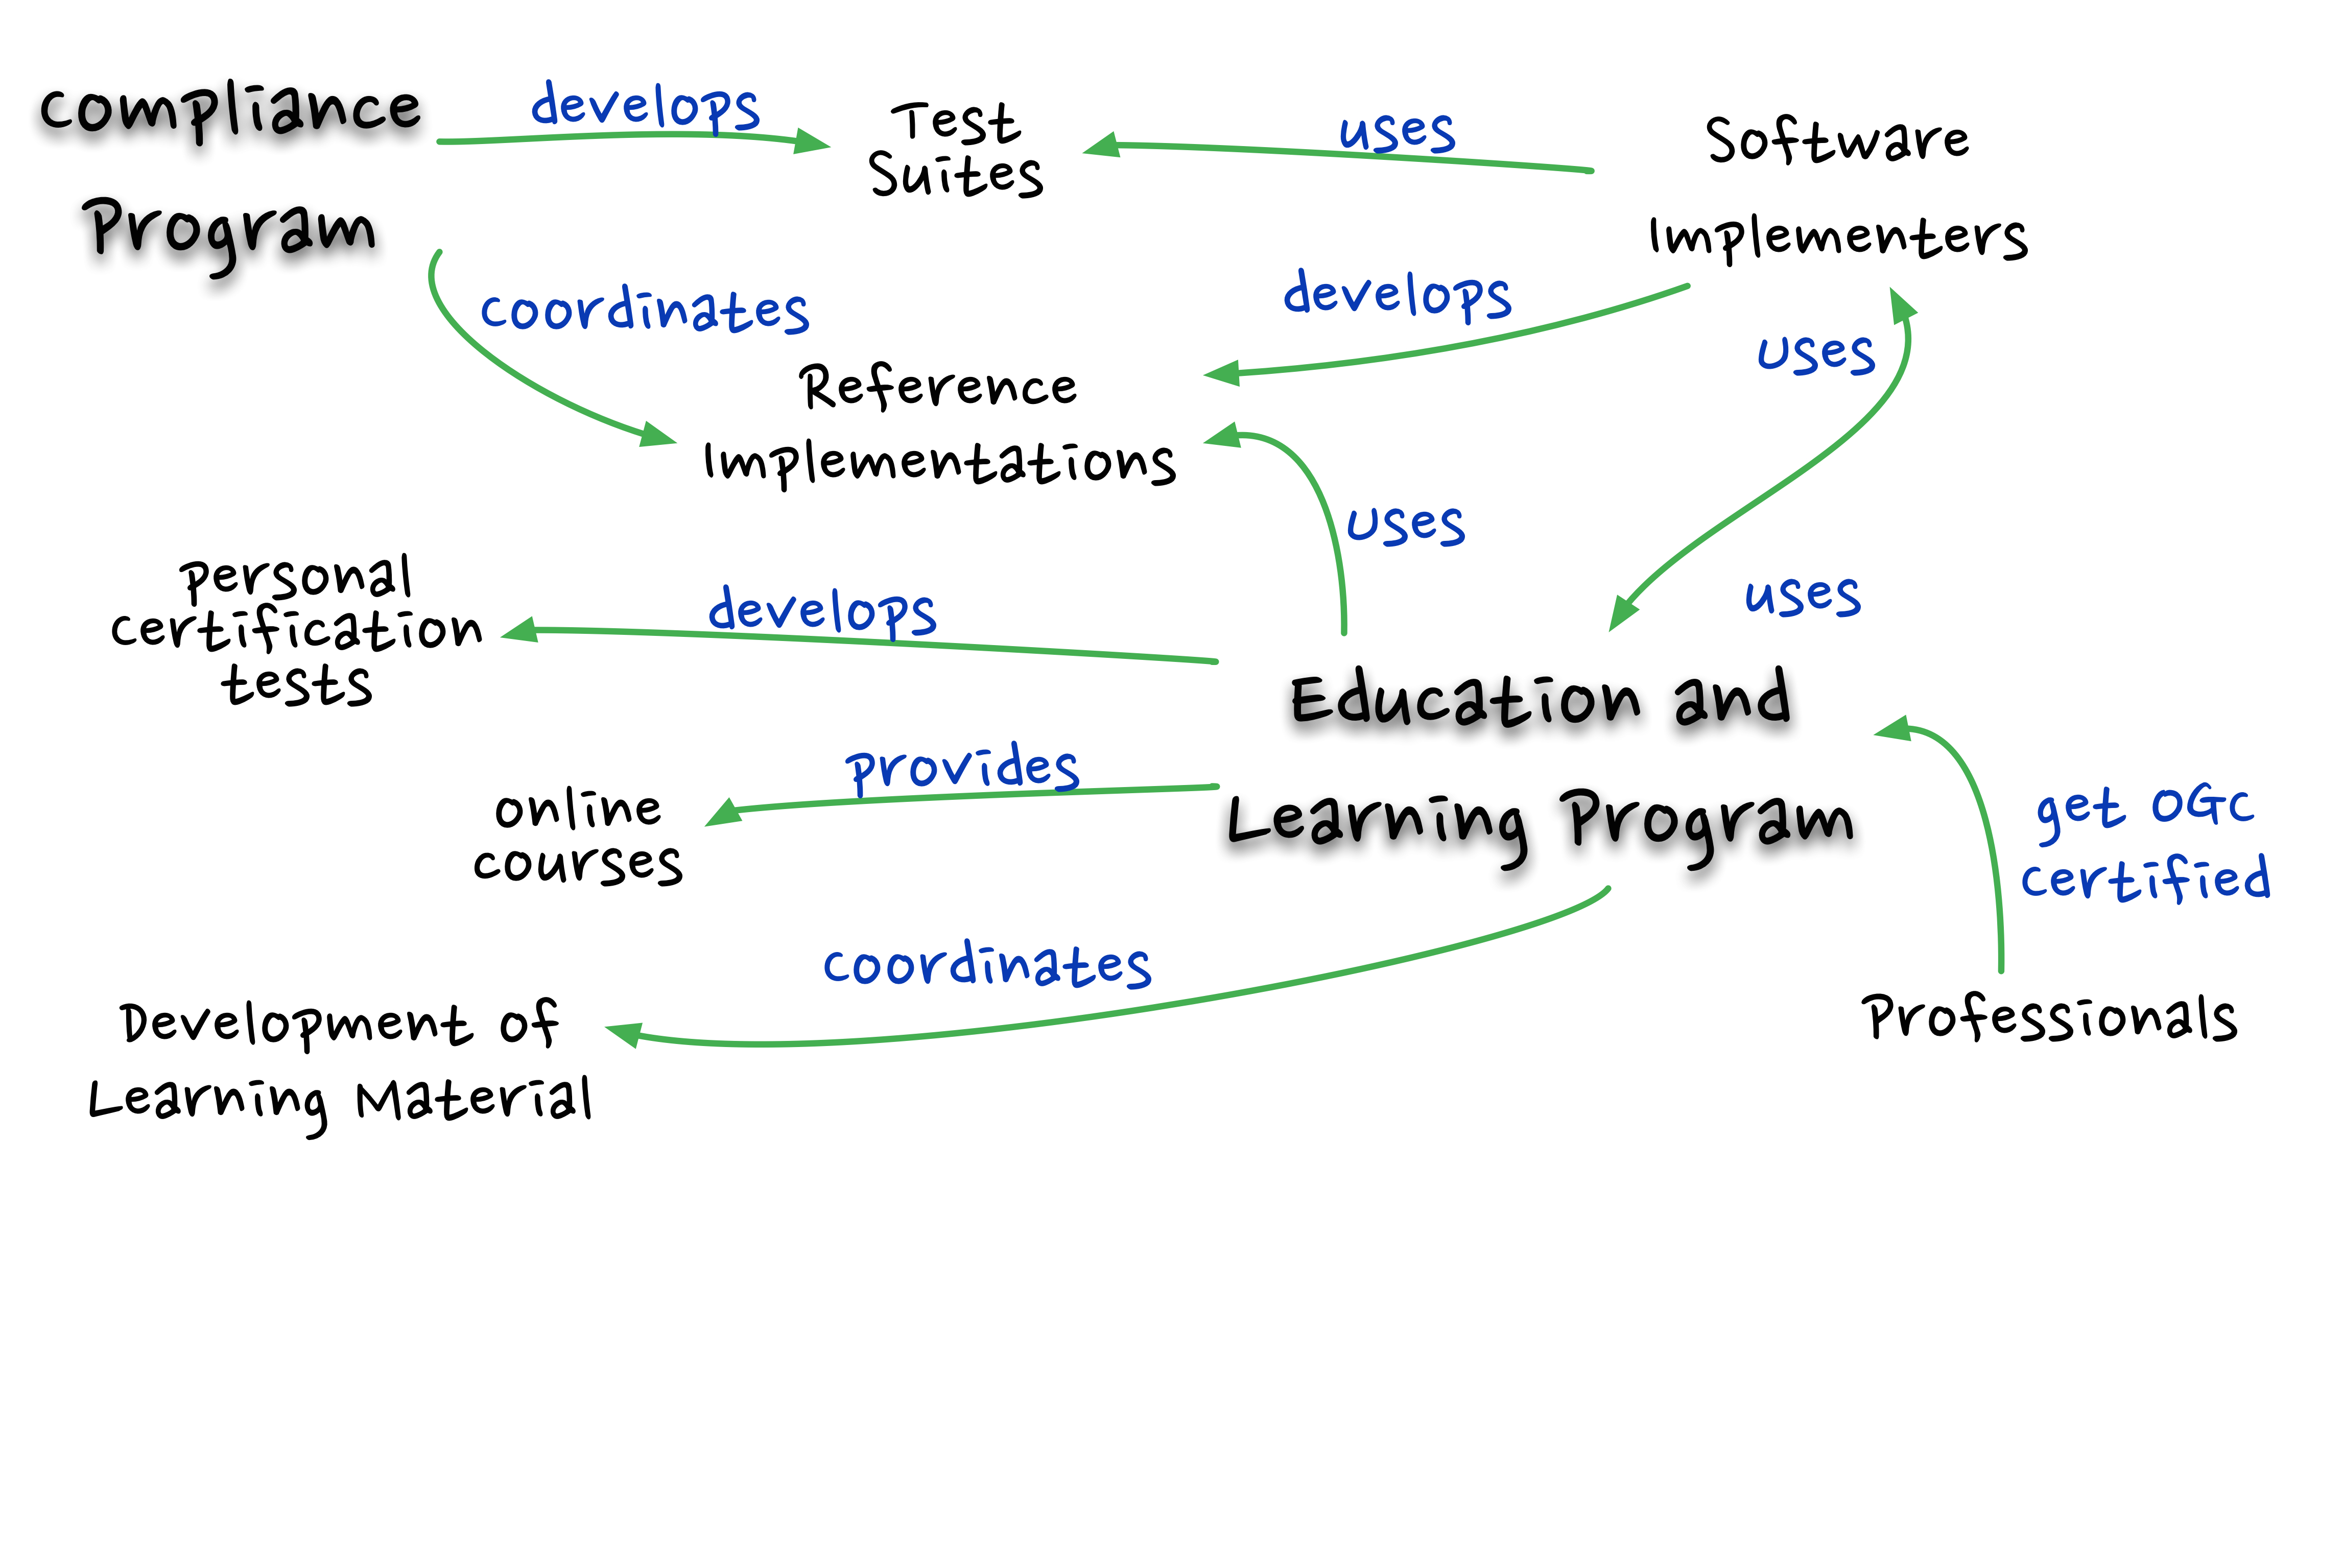 Compliance
Program
develops
Test
Suites
uses
Software
Implementers
coordinates
develops
Reference
Implementations
uses
uses
uses
personal
certification
tests
develops
Education and
Learning Program
provides
online
courses
get OGC
certified
coordinates
Development of
Learning Material
Professionals